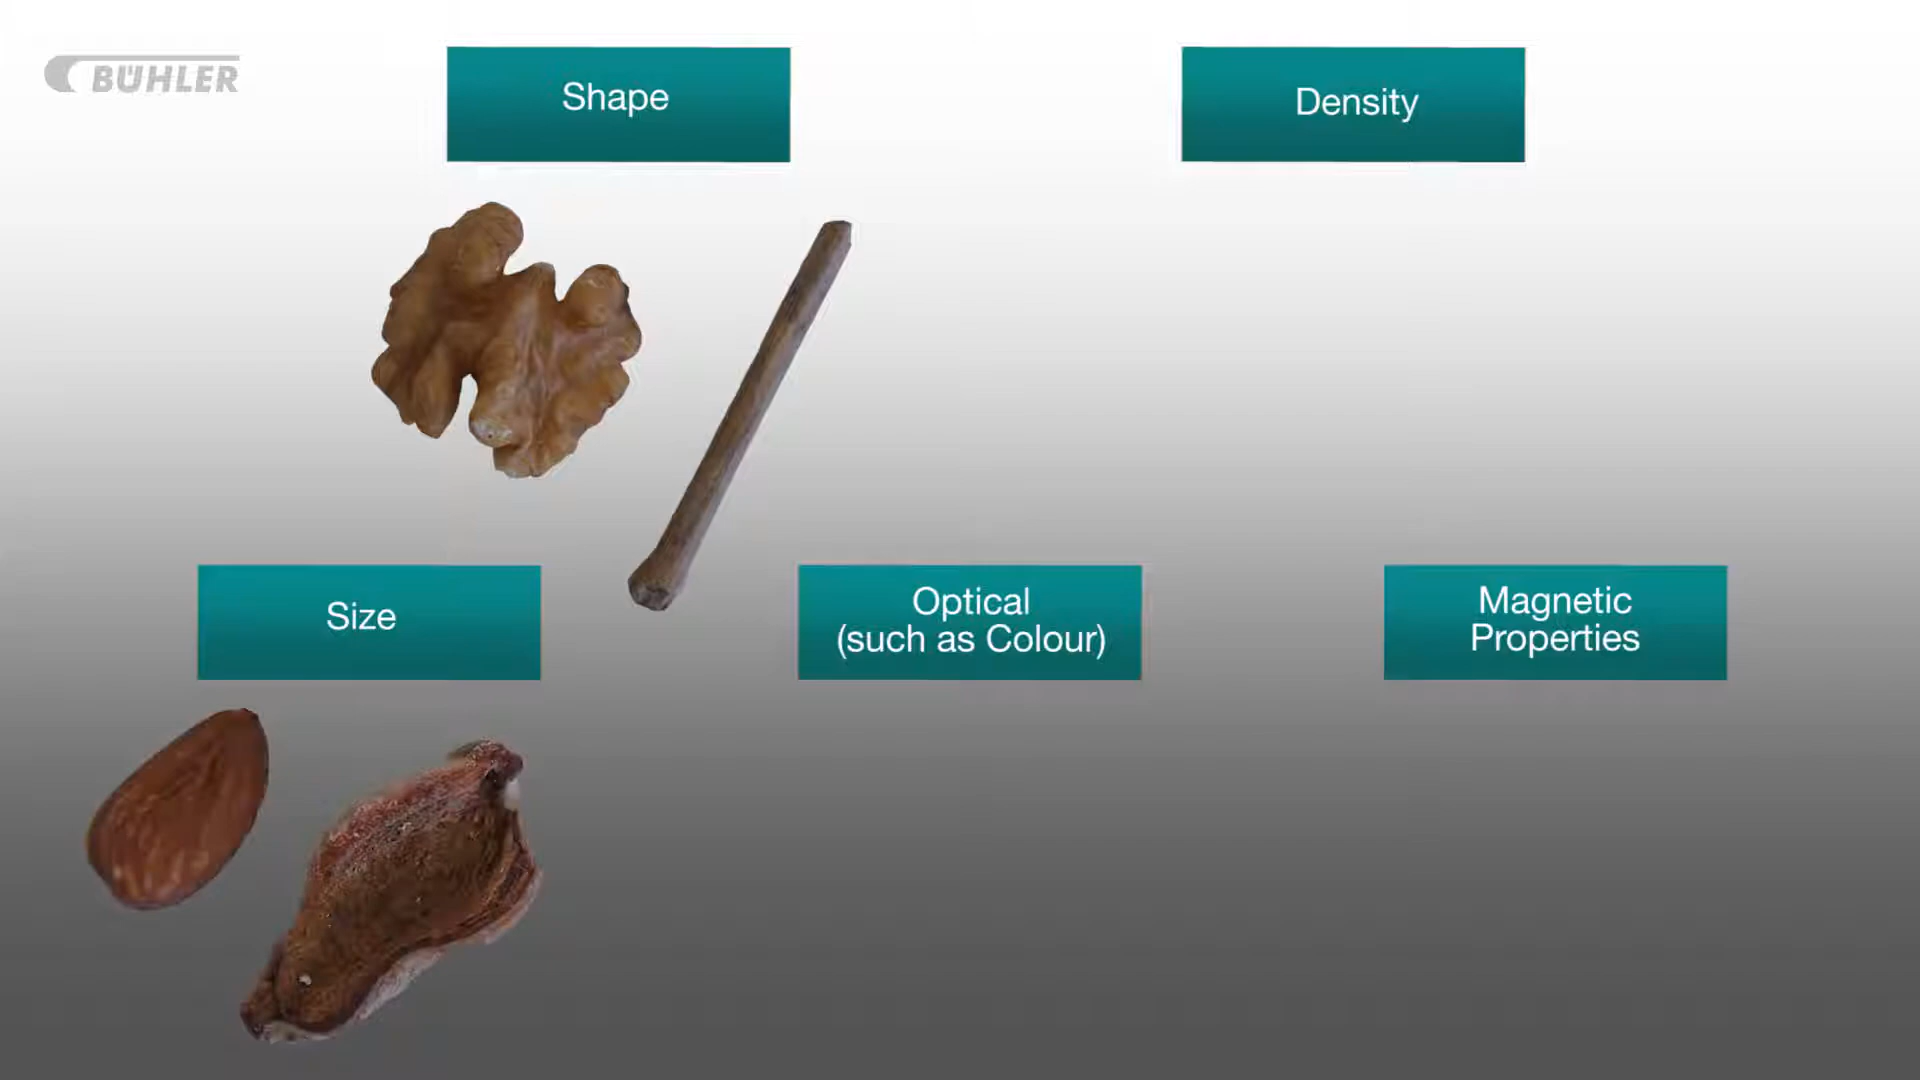 BÜHLER
Shape
Density
Size
Optical
(such as Colour)
Magnetic
Properties